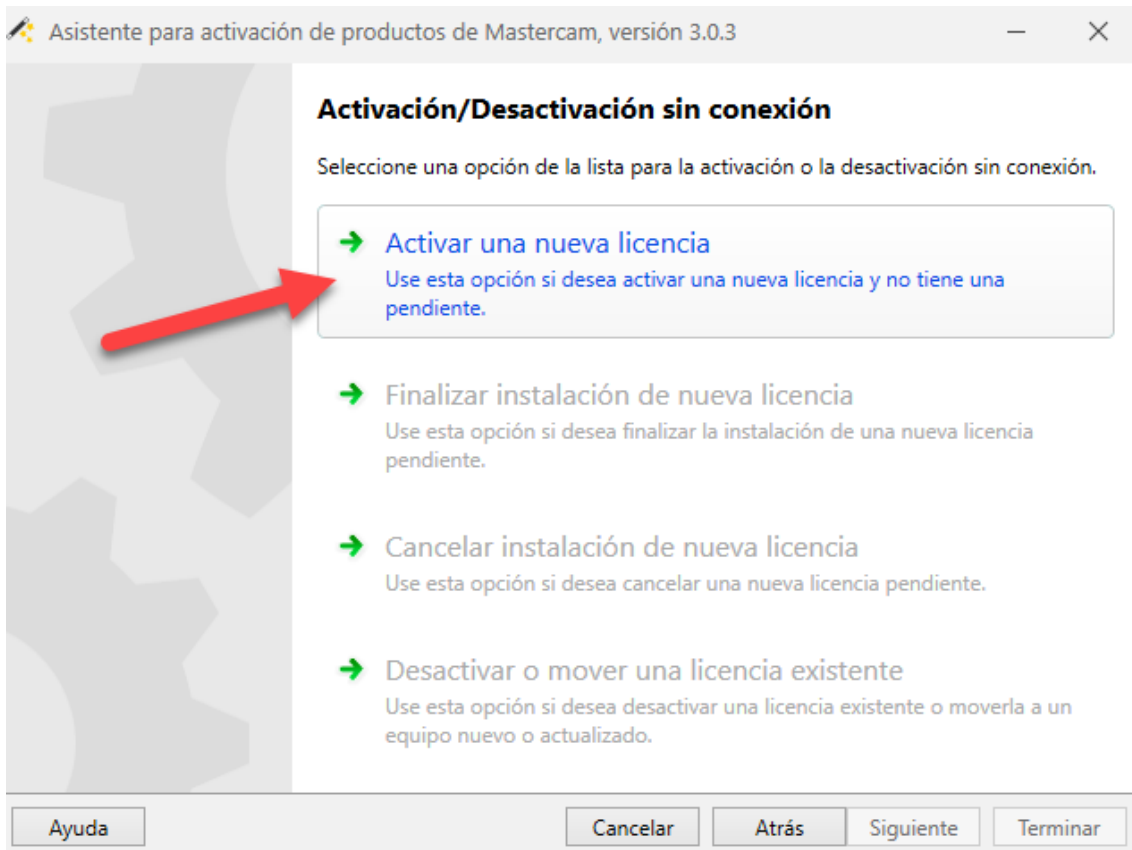 Asistente para activación de productos de Mastercam, versión 3.0.3
Activación/Desactivación sin conexión
Seleccione una opción de la lista para la activación o la desactivación sin conexión.
Activar una nueva licencia
Use esta opción si desea activar una nueva licencia y no tiene una
pendiente.
Finalizar instalación de nueva licencia
Use esta opción si desea finalizar la instalación de una nueva licencia
pendiente.
Cancelar instalación de nueva licencia
Use esta opción si desea cancelar una nueva licencia pendiente.
Desactivar o mover una licencia existente
Use esta opción si desea desactivar una licencia existente o moverla a un
equipo nuevo o actualizado.
Ayuda Cancelar Atrás Siguiente Terminar